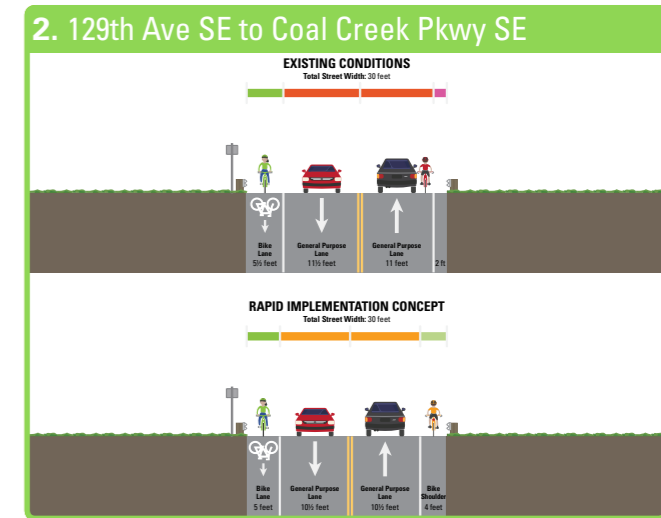 2. 129th Ave SE to Coal Creek Pkwy SE
EXISTING CONDITIONS
Total Street Width: 30 feet
Bike
Lane
5½ feet
General Purpose
Lane
11½ feet
General Purpose
Lane
11 feet
2 ft
RAPID IMPLEMENTATION CONCEPT
Total Street Width: 30 feet
Bike
Lane
5 feet
General Purpose
Lane
10½ feet
General Purpose
Lane
10½ feet
Bike
Shoulder
4 feet